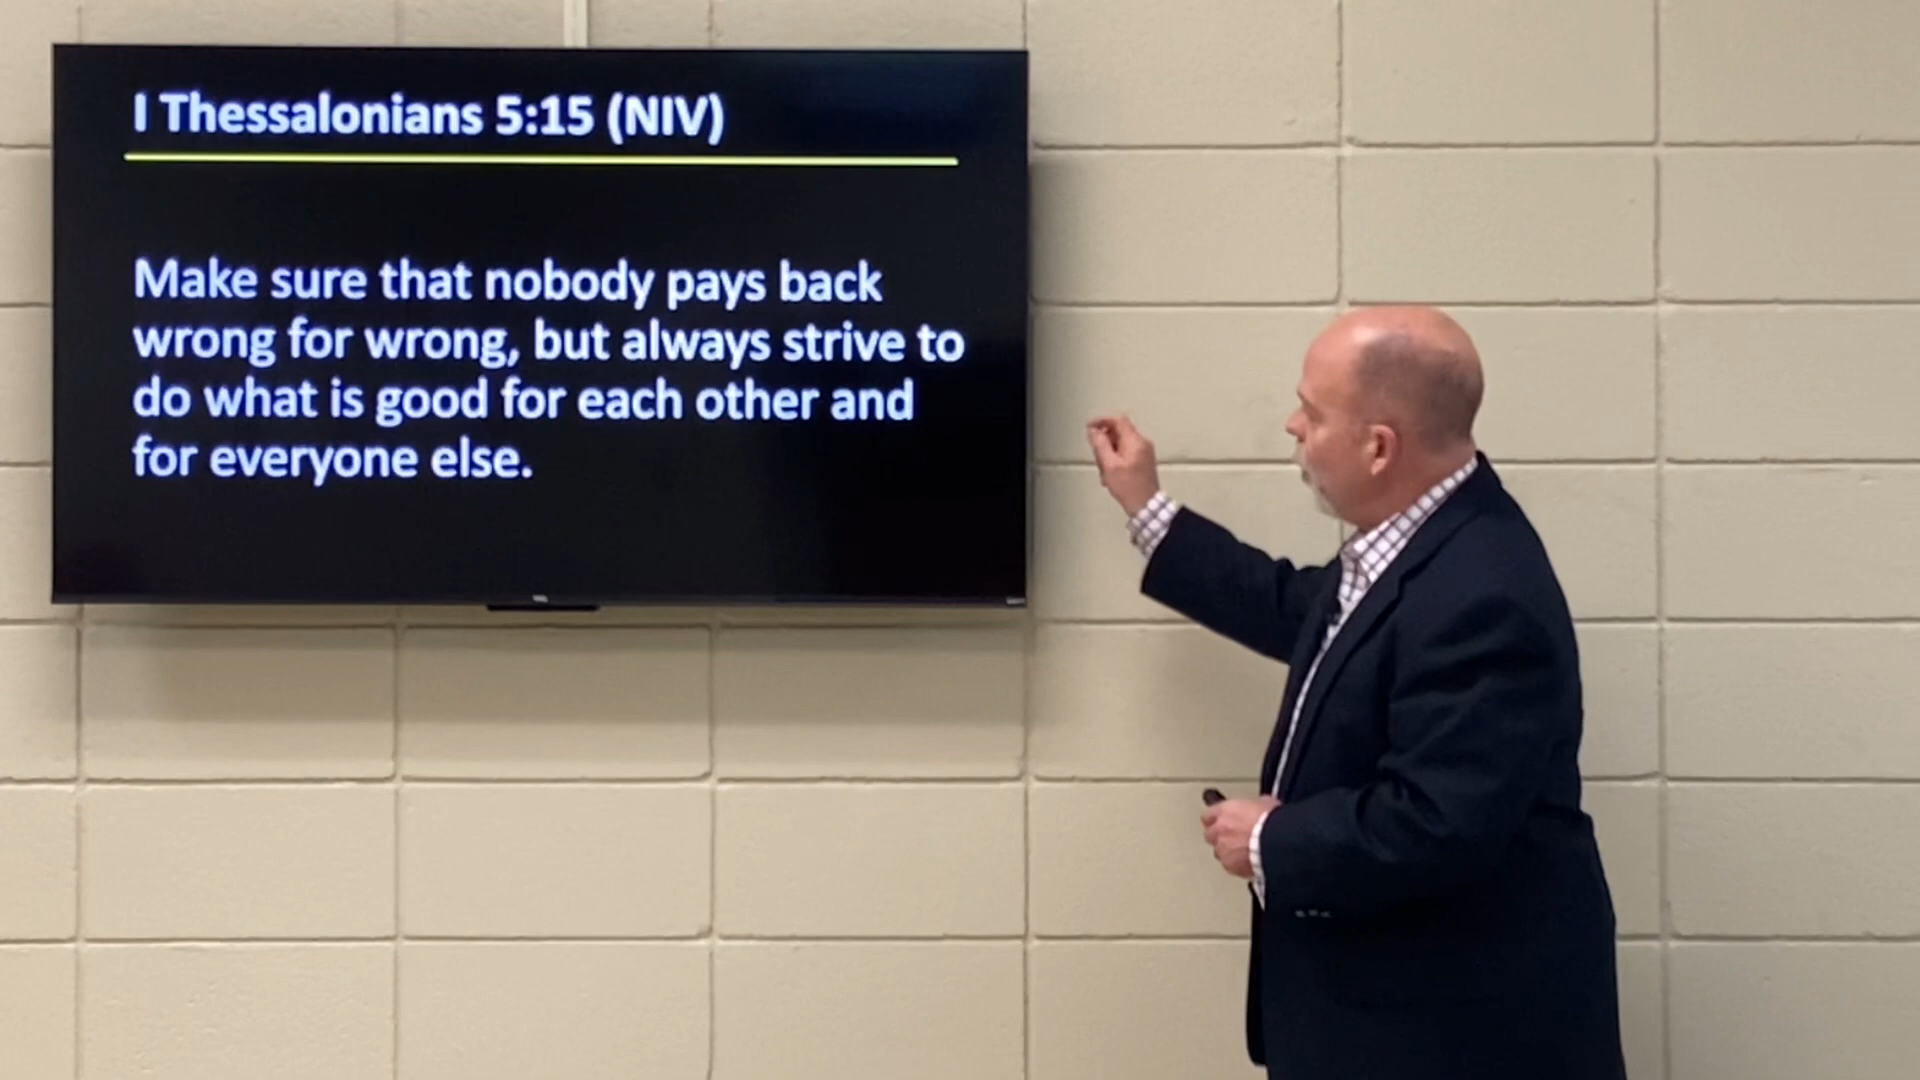 I Thessalonians 5:15 (NIV)
Make sure that nobody pays back
wrong for wrong, but always strive to
do what is good for each other and
for everyone else.